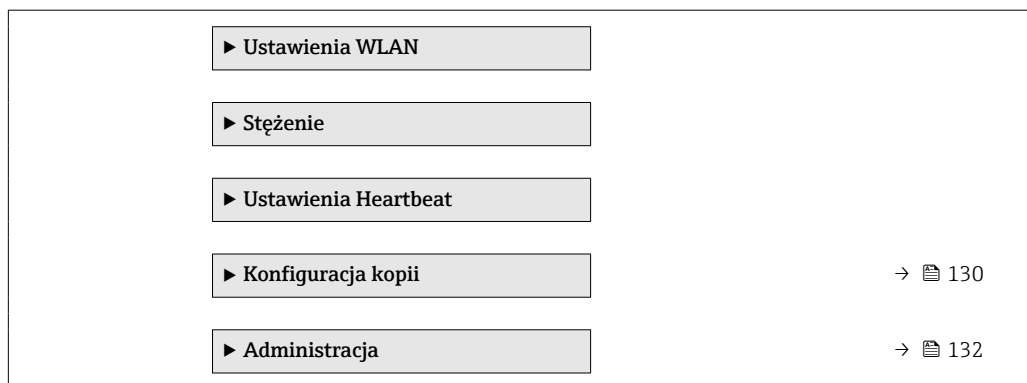 ▶ Ustawienia WLAN
▶ Stężenie
▶ Ustawienia Heartbeat
▶ Konfiguracja kopii → 130
▶ Administracja → 132